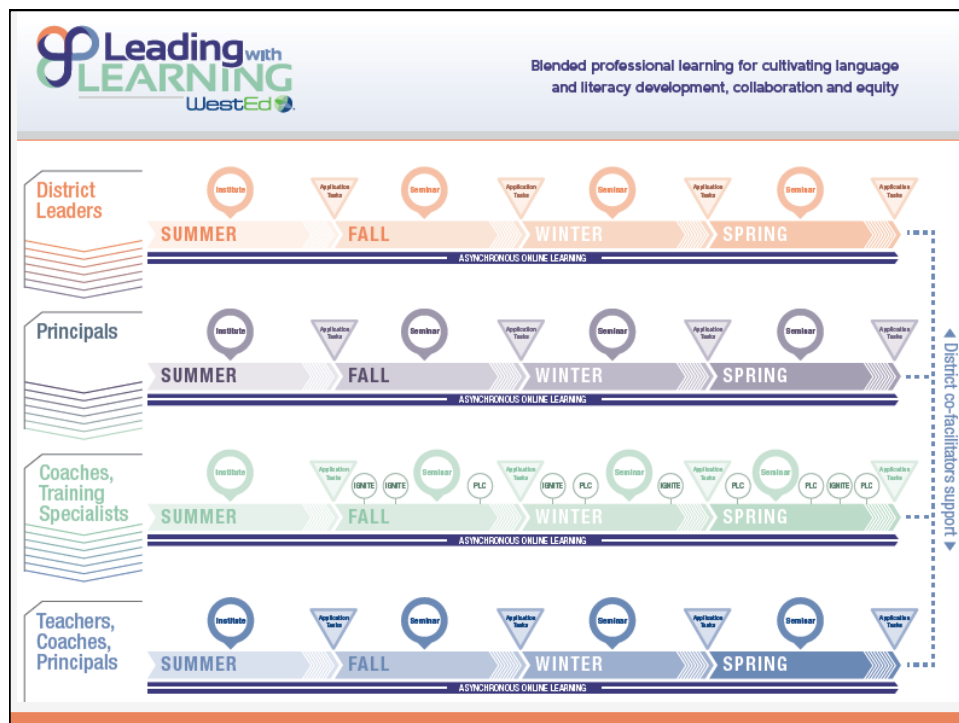 Leading with
LEARNING
WestEd
Blended professional learning for cultivating language
and literacy development, collaboration and equity
District
Leaders
Institute
Application
Tasks
Seminar
Application
Tasks
Seminar
Application
Tasks
Seminar
Application
Tasks
SUMMER
FALL
WINTER
SPRING
ASYNCHRONOUS ONLINE LEARNING
Principals
Institute
Application
Tasks
Seminar
Application
Tasks
Seminar
Application
Tasks
Seminar
Application
Tasks
SUMMER
FALL
WINTER
SPRING
ASYNCHRONOUS ONLINE LEARNING
Coaches,
Training
Specialists
Institute
Application
Tasks
IGNITE
IGNITE
Seminar
PLC
Application
Tasks
IGNITE
PLC
Seminar
IGNITE
Application
Tasks
PLC
Seminar
PLC
IGNITE
PLC
Application
Tasks
SUMMER
FALL
WINTER
SPRING
ASYNCHRONOUS ONLINE LEARNING
Teachers,
Coaches,
Principals
Institute
Application
Tasks
Seminar
Application
Tasks
Seminar
Application
Tasks
Seminar
Application
Tasks
SUMMER
FALL
WINTER
SPRING
ASYNCHRONOUS ONLINE LEARNING
District co-facilitators support